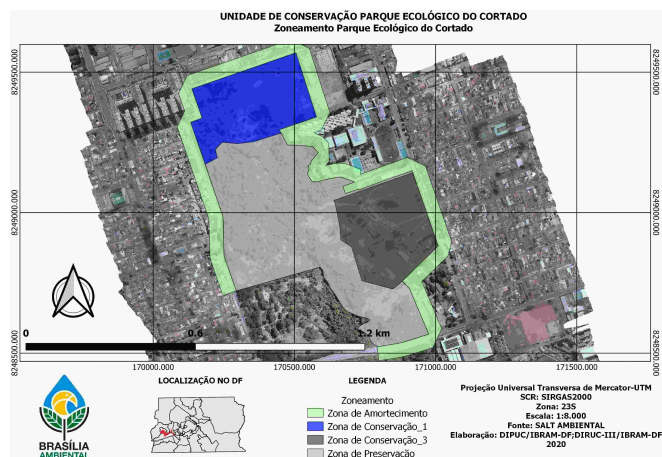 UNIDADE DE CONSERVAÇÃO PARQUE ECOLÓGICO DO CORTADO
Zoneamento Parque Ecológico do Cortado
8249500.000
8249500.000
8249000.000
8249000.000
8248500.000
8248500.000
0
0.6
1.2 km
170000.000
170500.000
171000.000
171500.000
BRASÍLIA
AMBIENTAL
LOCALIZAÇÃO NO DF
LEGENDA
Zoneamento
Zona de Amortecimento
Zona de Conservação_1
Zona de Conservação_3
Zona de Preservação
Projeção Universal Transversa de Mercator-UTM
SCR: SIRGAS2000
Zona: 23S
Escala: 1:8.000
Fonte: SALT AMBIENTAL
Elaboração: DIPUC/IBRAM-DF;DIRUC-III/IBRAM-DF
2020